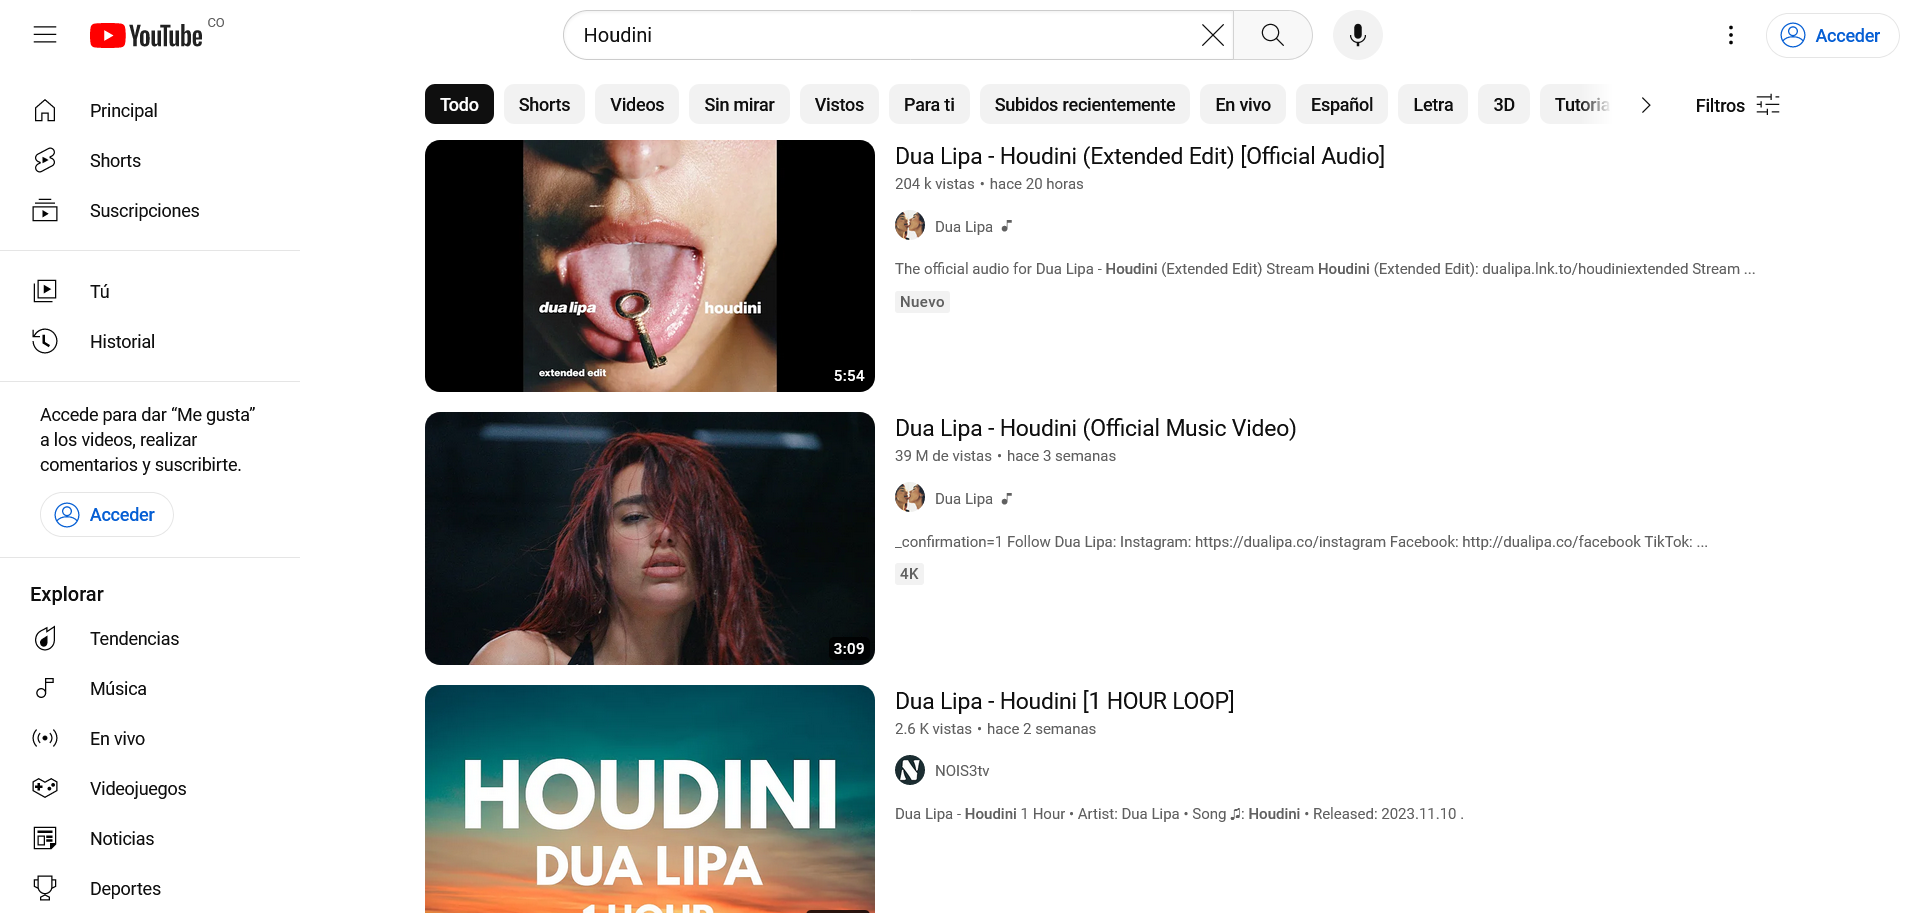 YouTube CO
Houdini
Acceder
Principal
Shorts
Suscripciones
Tú
Historial
Accede para dar “Me gusta”
a los videos, realizar
comentarios y suscribirte.
Acceder
Explorar
Tendencias
Música
En vivo
Videojuegos
Noticias
Deportes
Todo Shorts Videos Sin mirar Vistos Para ti Subidos recientemente En vivo Español Letra 3D Tutoria Filtros
dua lipa houdini
extended edit
5:54
Dua Lipa - Houdini (Extended Edit) [Official Audio]
204 k vistas • hace 20 horas
Dua Lipa
The official audio for Dua Lipa - Houdini (Extended Edit) Stream Houdini (Extended Edit): dualipa.lnk.to/houdiniextended Stream ...
Nuevo
3:09
Dua Lipa - Houdini (Official Music Video)
39 M de vistas • hace 3 semanas
Dua Lipa
_confirmation=1 Follow Dua Lipa: Instagram: https://dualipa.co/instagram Facebook: http://dualipa.co/facebook TikTok: ...
4K
HOUDINI
DUA LIPA
1 HOUR
Dua Lipa - Houdini [1 HOUR LOOP]
2.6 K vistas • hace 2 semanas
N NOIS3tv
Dua Lipa - Houdini 1 Hour • Artist: Dua Lipa • Song ♫: Houdini • Released: 2023.11.10 .